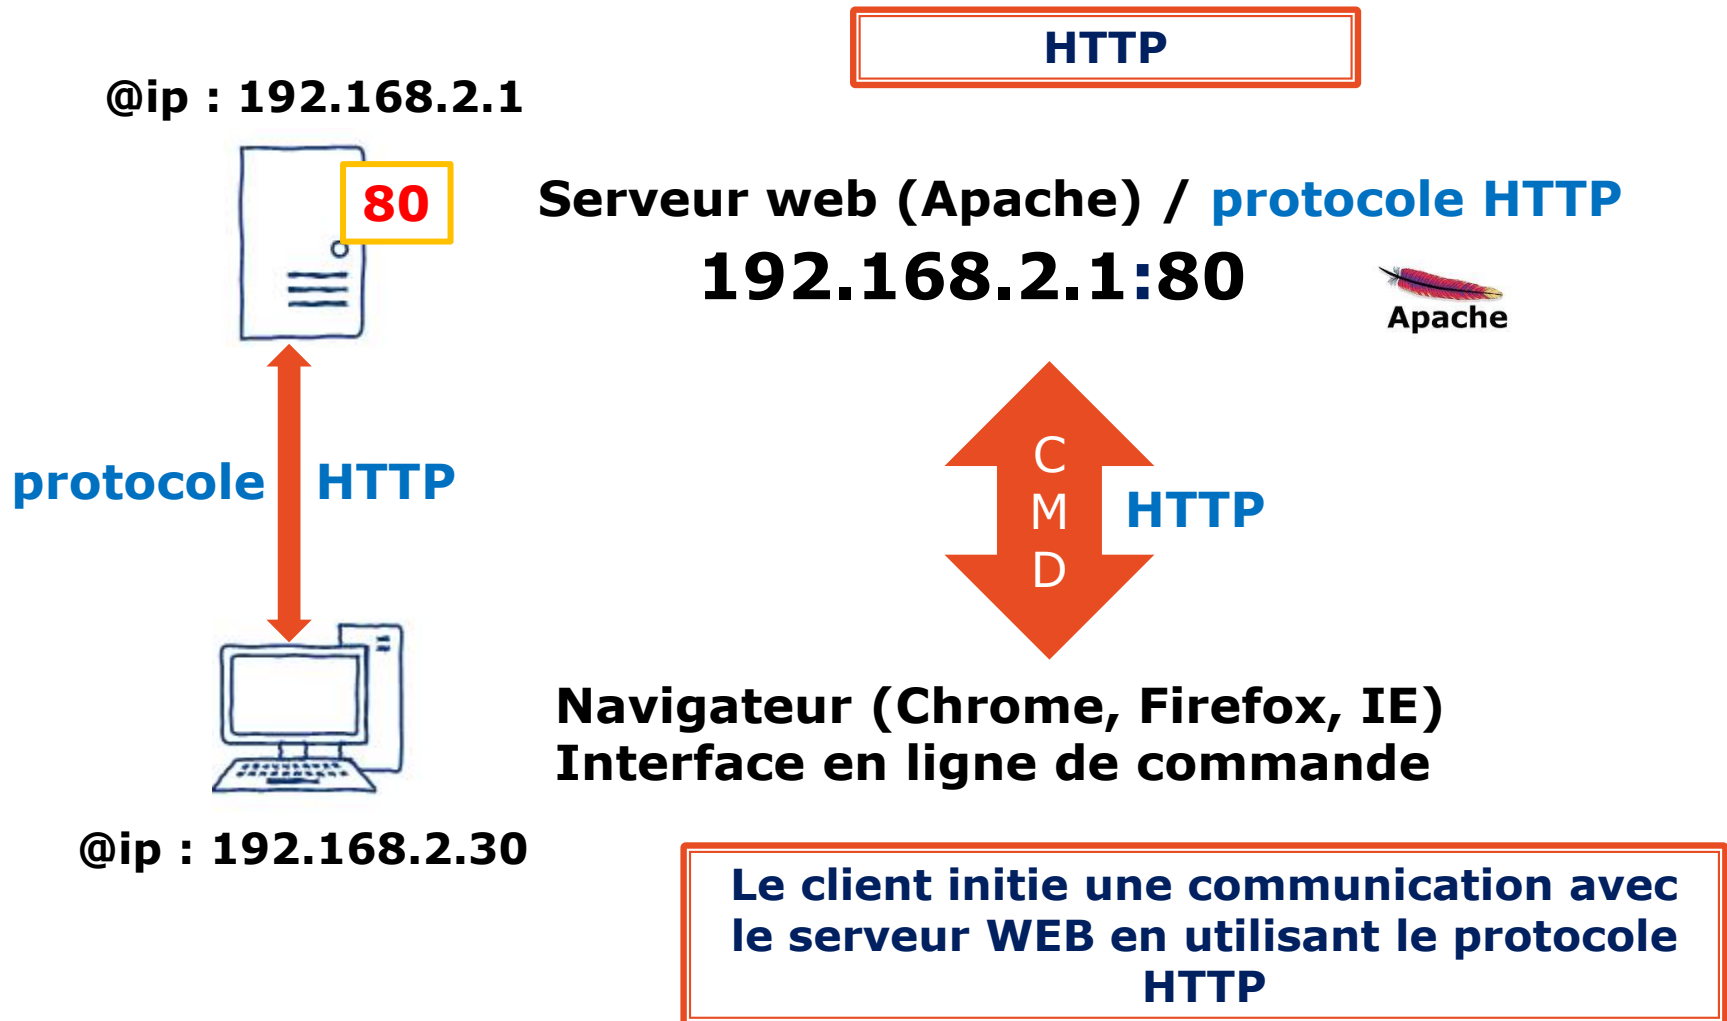 HTTP
@ip : 192.168.2.1
80
Serveur web (Apache) / protocole HTTP
192.168.2.1:80
Apache
protocole HTTP
C
M
D
HTTP
Navigateur (Chrome, Firefox, IE)
Interface en ligne de commande
@ip : 192.168.2.30
Le client initie une communication avec
le serveur WEB en utilisant le protocole
HTTP